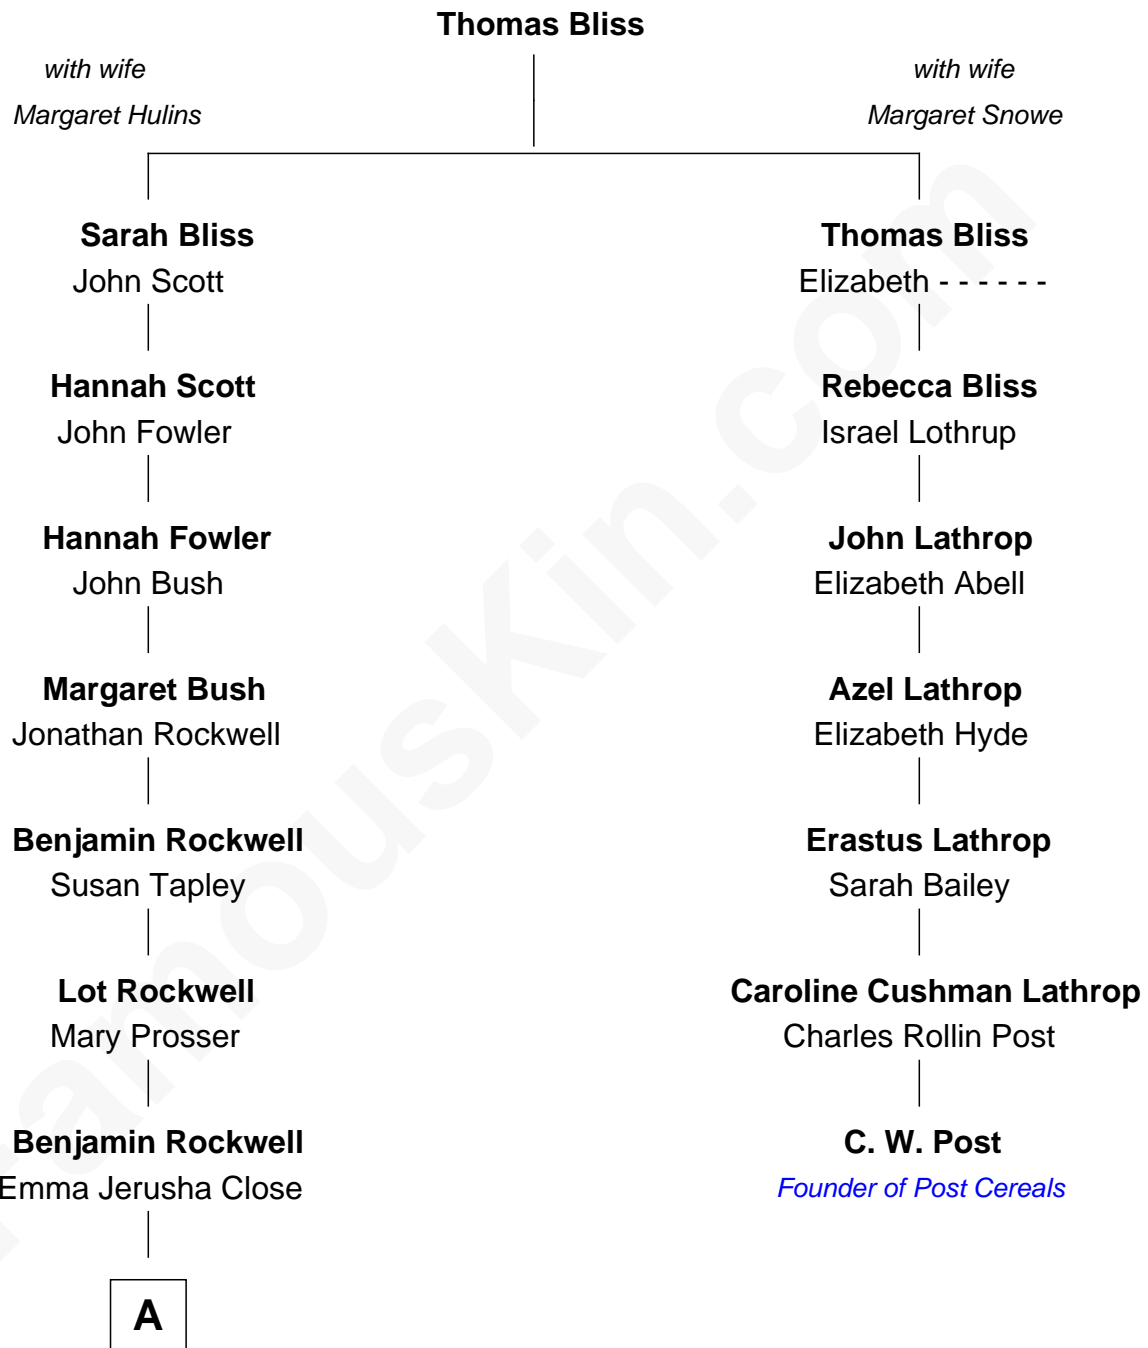 Thomas Bliss
with wife
Margaret Hulins
with wife
Margaret Snowe
Sarah Bliss
John Scott
Thomas Bliss
Elizabeth - - - - - -
Hannah Scott
John Fowler
Rebecca Bliss
Israel Lothrup
Hannah Fowler
John Bush
John Lathrop
Elizabeth Abell
Margaret Bush
Jonathan Rockwell
Azel Lathrop
Elizabeth Hyde
Benjamin Rockwell
Susan Tapley
Erastus Lathrop
Sarah Bailey
Lot Rockwell
Mary Prosser
Caroline Cushman Lathrop
Charles Rollin Post
Benjamin Rockwell
Emma Jerusha Close
C. W. Post
Founder of Post Cereals
A
FamousKin.com